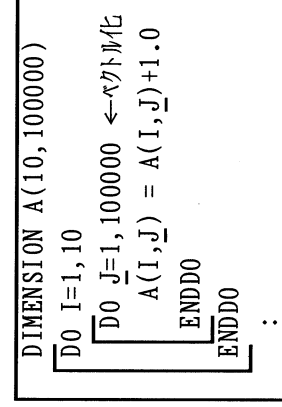 DIMENSION A(10,100000)
DO I=1,10
DO J=1,100000 ←ベクトル化
A(I,J) = A(I,J)+1.0
ENDDO
ENDDO
: